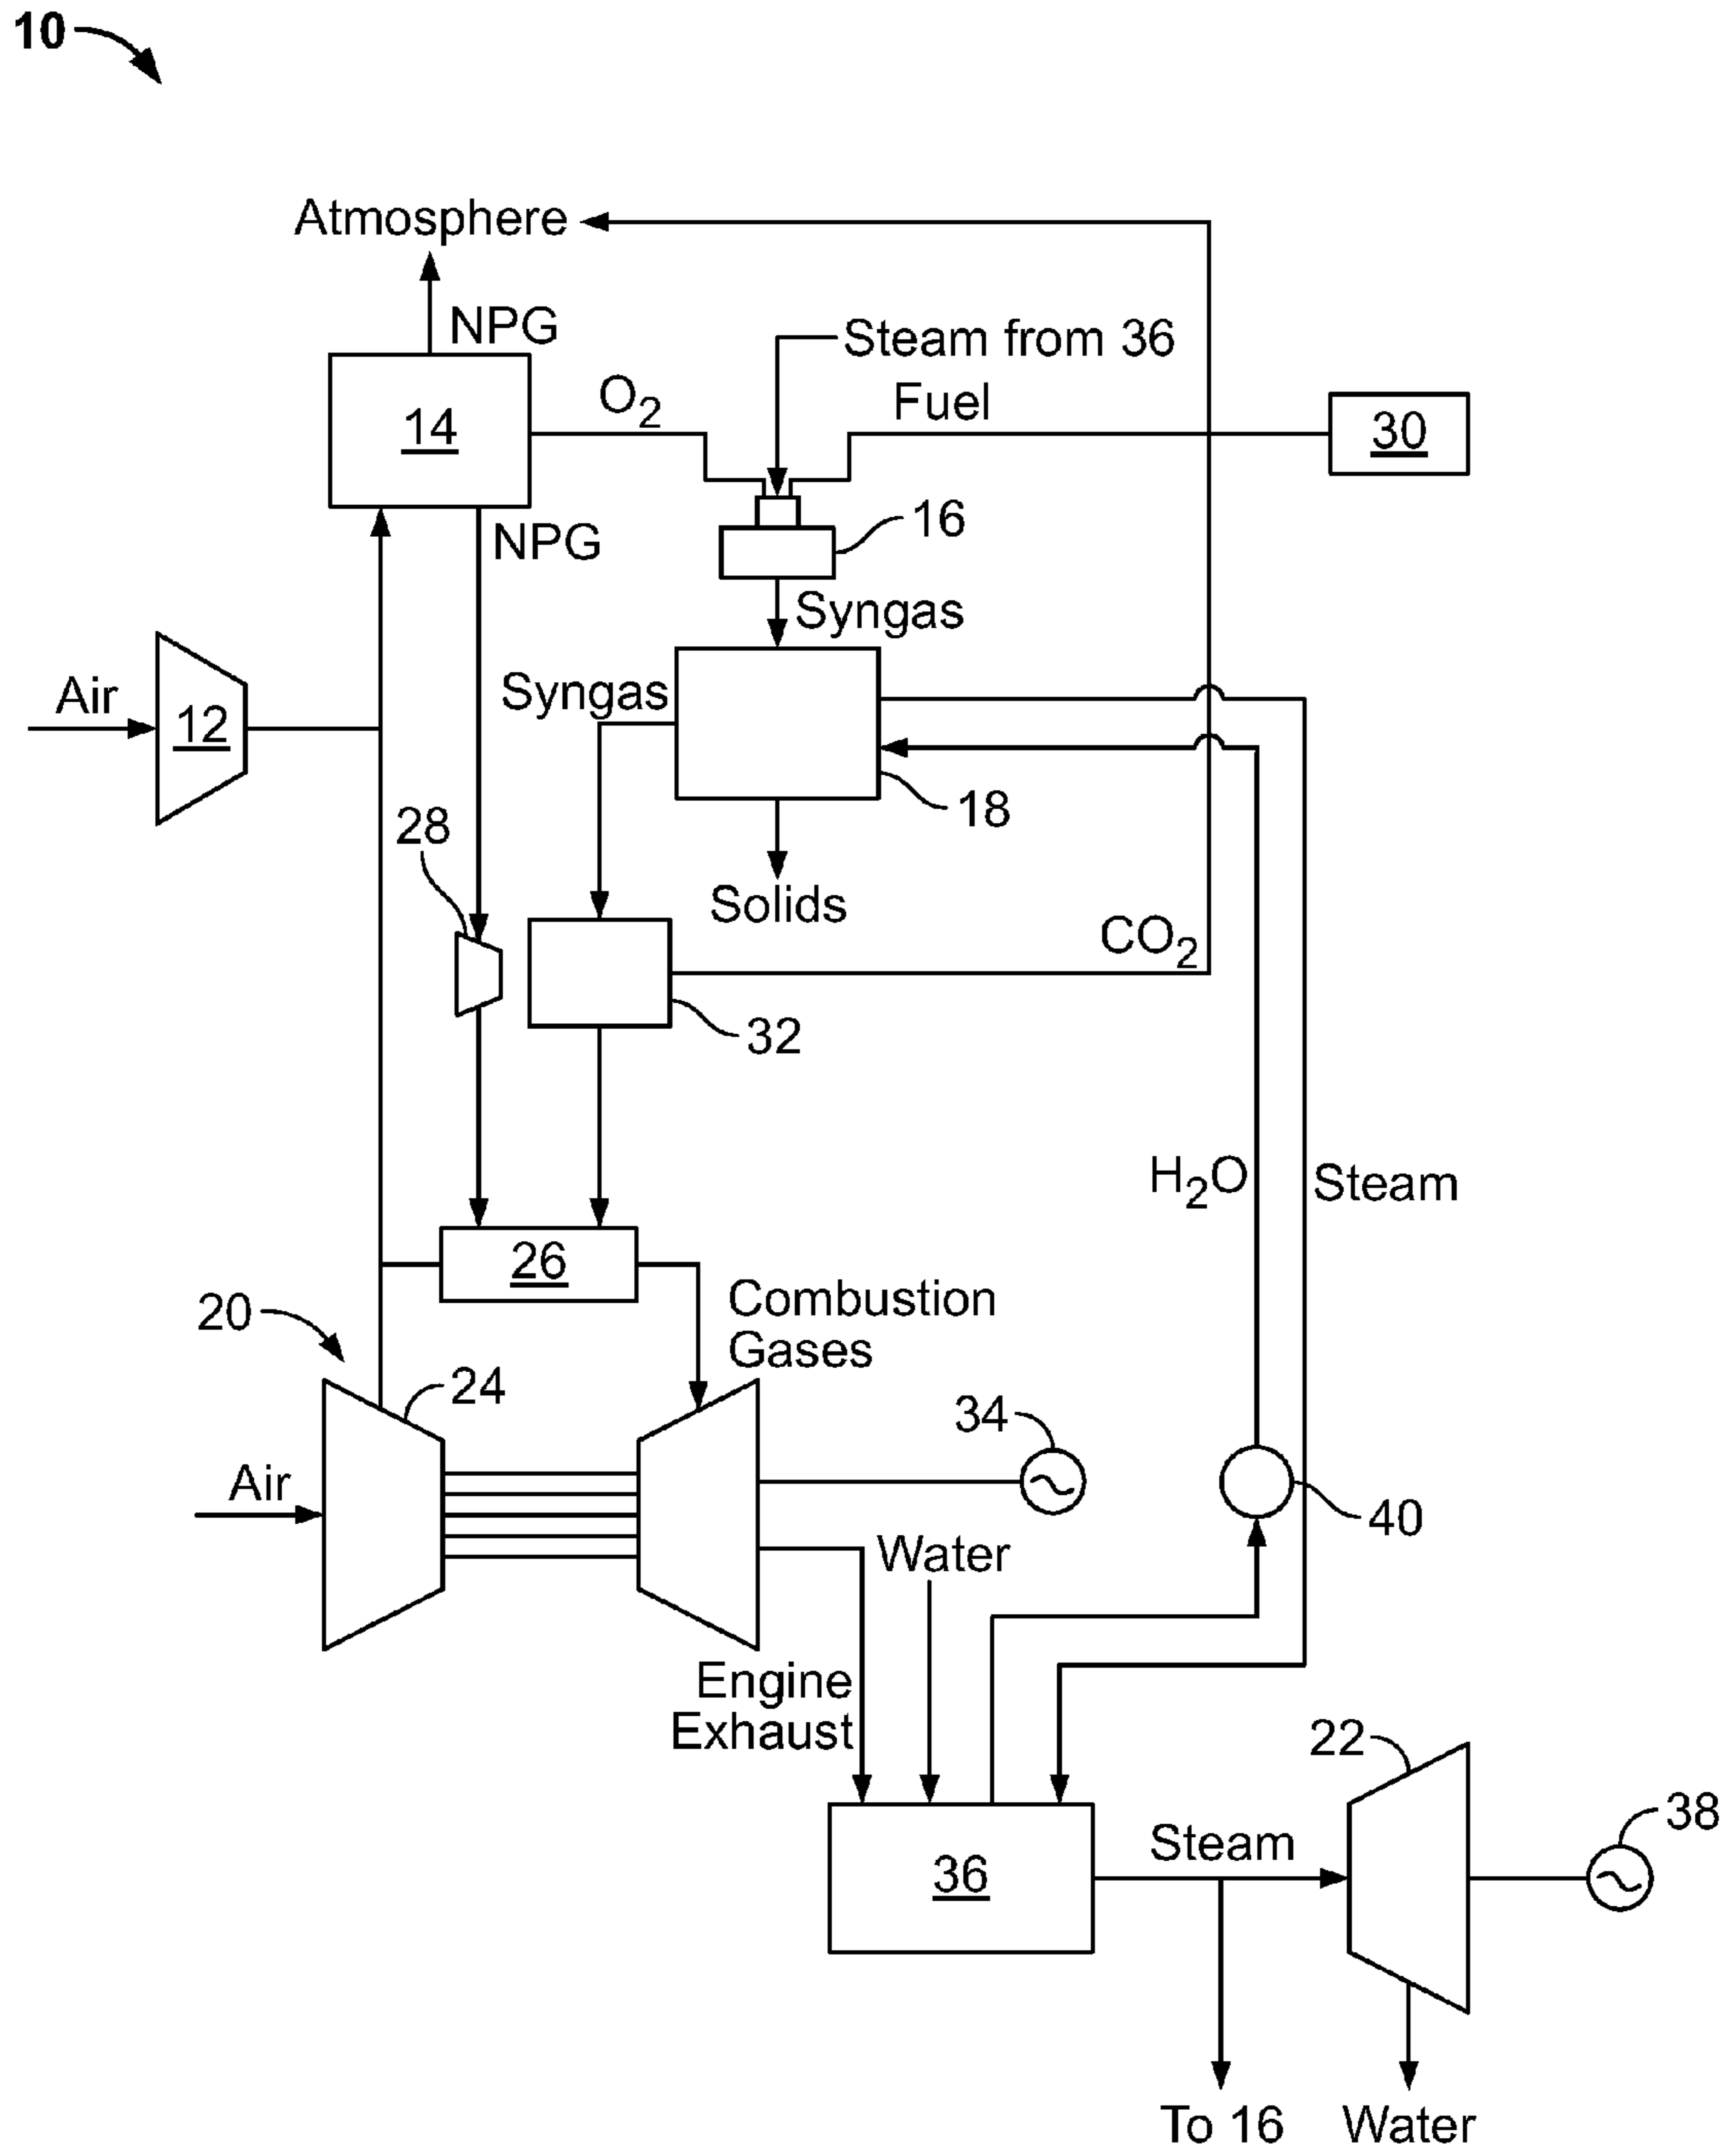 10
Atmosphere
NPG
Steam from 36
O2
Fuel
14
30
NPG
16
Syngas
Syngas
Air
12
18
28
Solids
CO2
32
H2O
Steam
26
Combustion
Gases
20
24
34
Air
40
Water
Engine
Exhaust
22
38
Steam
36
To 16
Water